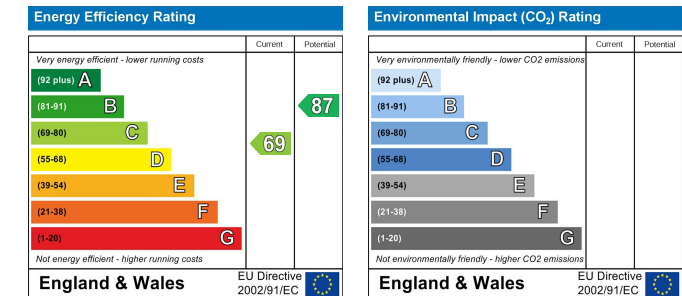 Energy Efficiency Rating
Current Potential
Very energy efficient - lower running costs
(92 plus) A
(81-91) B
87
(69-80) C
69
(55-68) D
(39-54) E
(21-38) F
(1-20) G
Not energy efficient - higher running costs
England & Wales
EU Directive
2002/91/EC
Environmental Impact (CO₂) Rating
Current Potential
Very environmentally friendly - lower CO2 emissions
(92 plus) A
(81-91) B
(69-80) C
(55-68) D
(39-54) E
(21-38) F
(1-20) G
Not environmentally friendly - higher CO2 emissions
England & Wales
EU Directive
2002/91/EC